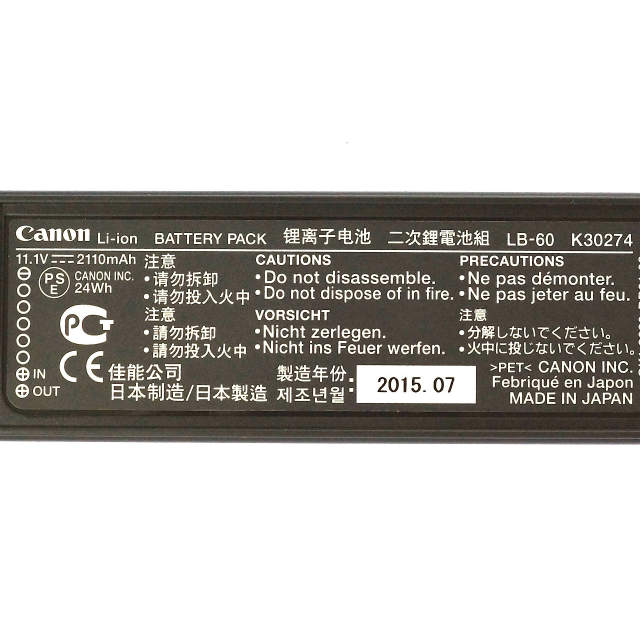 Canon Li-ion BATTERY PACK 锂离子电池 二次鋰電池組 LB-60 K30274
11.1V 2110mAh
PSE CANON INC. 24Wh
注意
•请勿拆卸
•请勿投入火中
注意
•請勿拆卸
•請勿投入火中
CAUTIONS
•Do not disassemble.
•Do not dispose of in fire.
VORSICHT
•Nicht zerlegen.
•Nicht ins Feuer werfen.
PRECAUTIONS
•Ne pas démonter.
•Ne pas jeter au feu.
注意
•分解しないでください。
•火中に投じないでください。
IN
OUT
PCT
CE
佳能公司
日本制造/日本製造
製造年份:
제조년월:
2015.07
>PET< CANON INC.
Fabriqué en Japon
MADE IN JAPAN